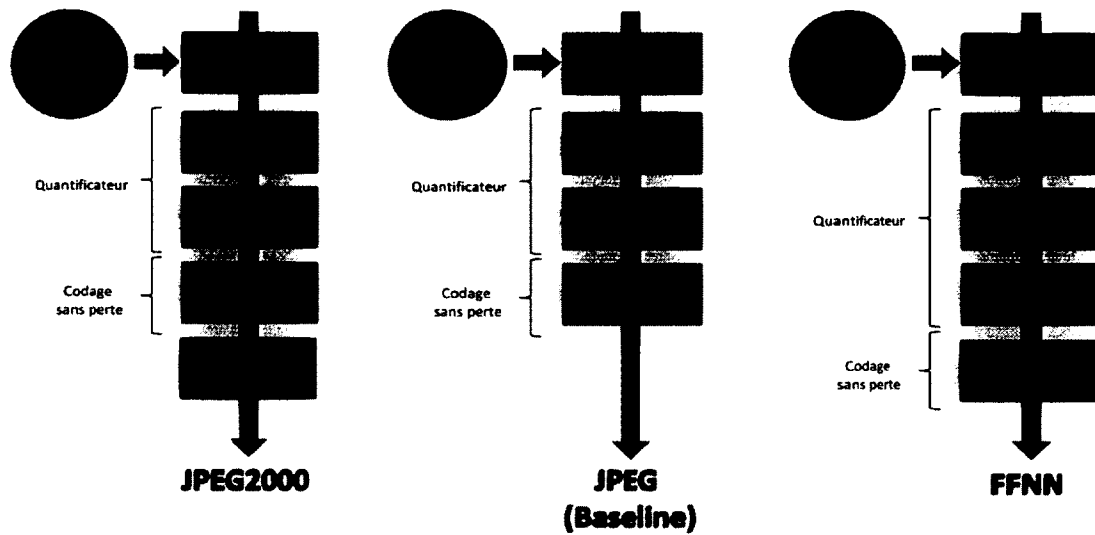 Quantificateur
Codage
sans perte
JPEG2000
Quantificateur
Codage
sans perte
JPEG
(Baseline)
Quantificateur
Codage
sans perte
FFNN